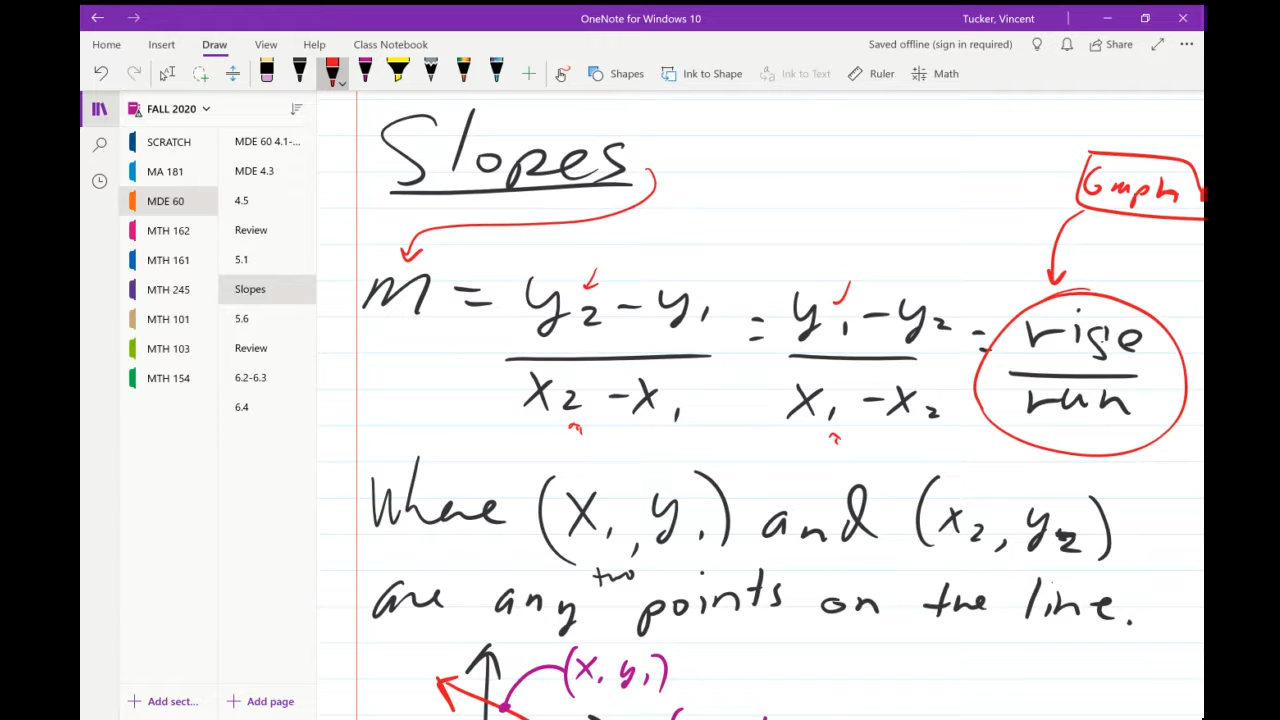 OneNote for Windows 10
Tucker, Vincent
Home Insert Draw View Help Class Notebook
Saved offline (sign in required) Share
Shapes Ink to Shape Ink to Text Ruler Math
FALL 2020
SCRATCH
MA 181
MDE 60
MTH 162
MTH 161
MTH 245
MTH 101
MTH 103
MTH 154
Add sect...
MDE 60 4.1-...
MDE 4.3
4.5
Review
5.1
Slopes
5.6
Review
6.2-6.3
6.4
Add page
Slopes
Graph
m = (y₂ - y₁)/(x₂ - x₁) = (y₁ - y₂)/(x₁ - x₂) = rise/run
Where (x₁, y₁) and (x₂, y₂)
are any two points on the line.
(x₁ y₁)